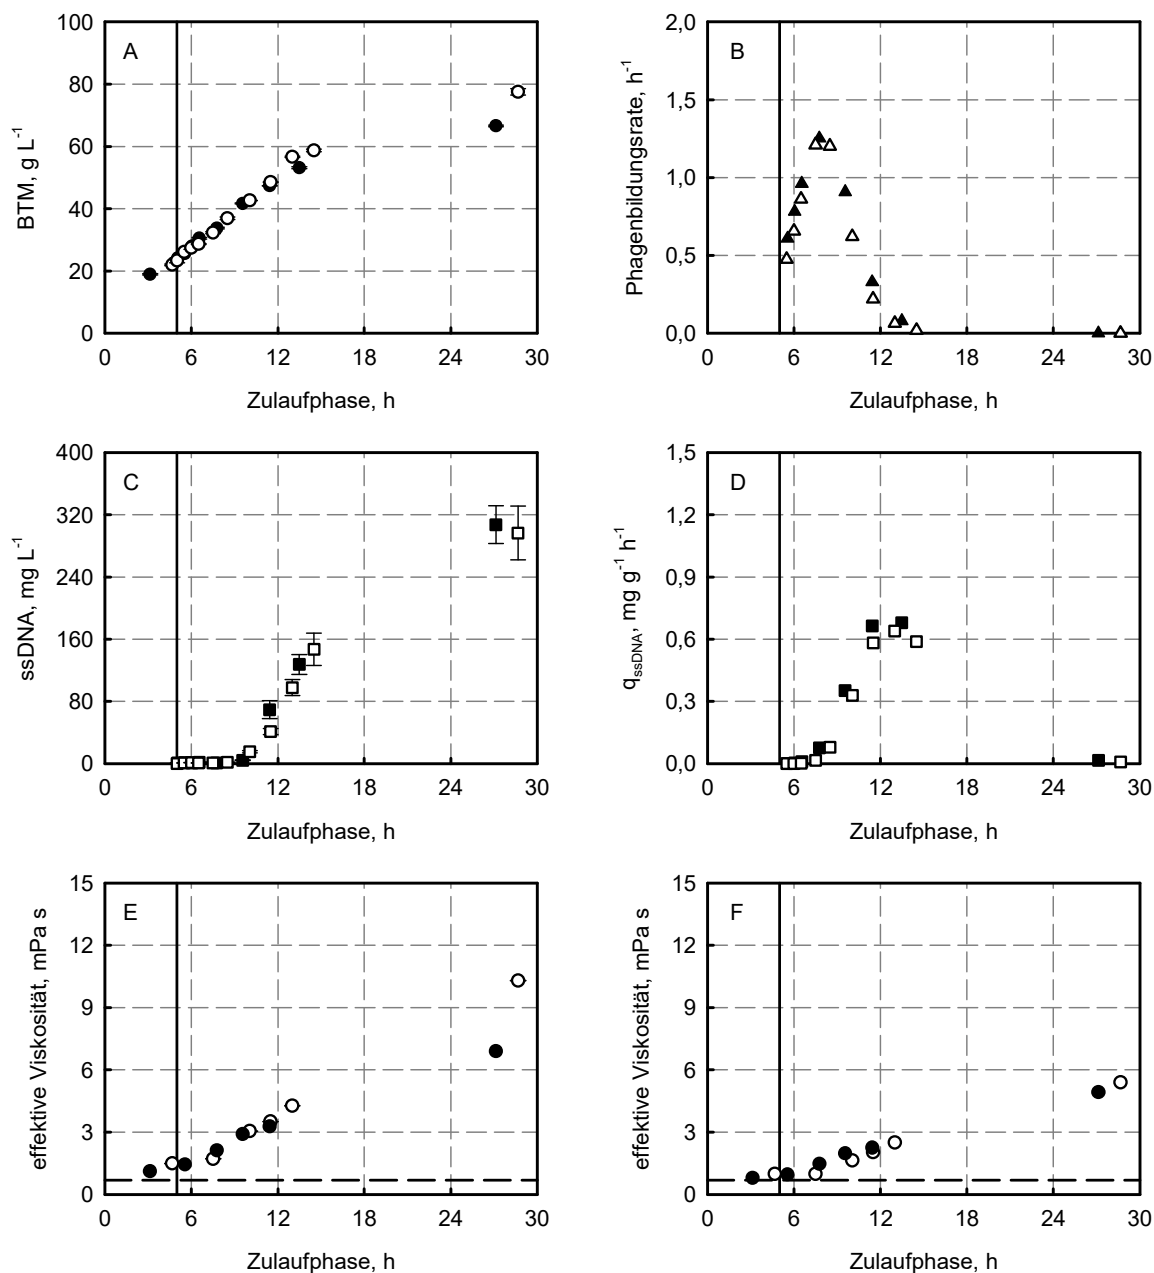 A
BTM, g L⁻¹
100
80
60
40
20
0
0 6 12 18 24 30
Zulaufphase, h
B
Phagenbildungsrate, h⁻¹
2,0
1,5
1,0
0,5
0,0
0 6 12 18 24 30
Zulaufphase, h
C
ssDNA, mg L⁻¹
400
320
240
160
80
0
0 6 12 18 24 30
Zulaufphase, h
D
q_ssDNA, mg g⁻¹ h⁻¹
1,5
1,2
0,9
0,6
0,3
0,0
0 6 12 18 24 30
Zulaufphase, h
E
effektive Viskosität, mPa s
15
12
9
6
3
0
0 6 12 18 24 30
Zulaufphase, h
F
effektive Viskosität, mPa s
15
12
9
6
3
0
0 6 12 18 24 30
Zulaufphase, h